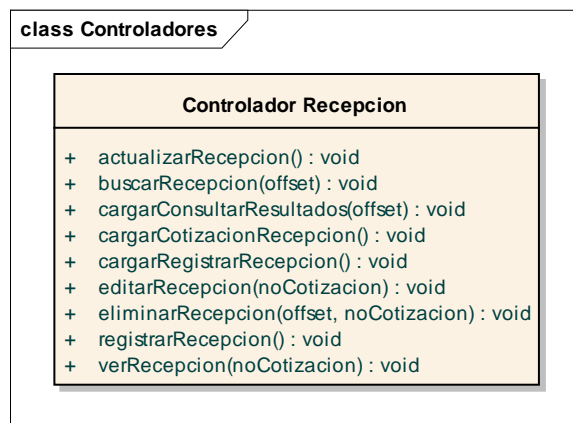 class Controladores
Controlador Recepcion
+ actualizarRecepcion() : void
+ buscarRecepcion(offset) : void
+ cargarConsultarResultados(offset) : void
+ cargarCotizacionRecepcion() : void
+ cargarRegistrarRecepcion() : void
+ editarRecepcion(noCotizacion) : void
+ eliminarRecepcion(offset, noCotizacion) : void
+ registrarRecepcion() : void
+ verRecepcion(noCotizacion) : void